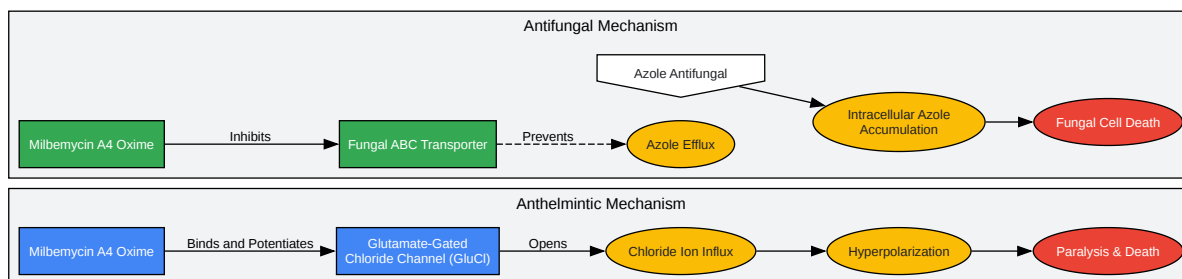 Antifungal Mechanism
Azole Antifungal
Milbemycin A4 Oxime
Inhibits
Fungal ABC Transporter
Prevents
Azole Efflux
Intracellular Azole
Accumulation
Fungal Cell Death
Anthelmintic Mechanism
Milbemycin A4 Oxime
Binds and Potentiates
Glutamate-Gated
Chloride Channel (GluCl)
Opens
Chloride Ion Influx
Hyperpolarization
Paralysis & Death